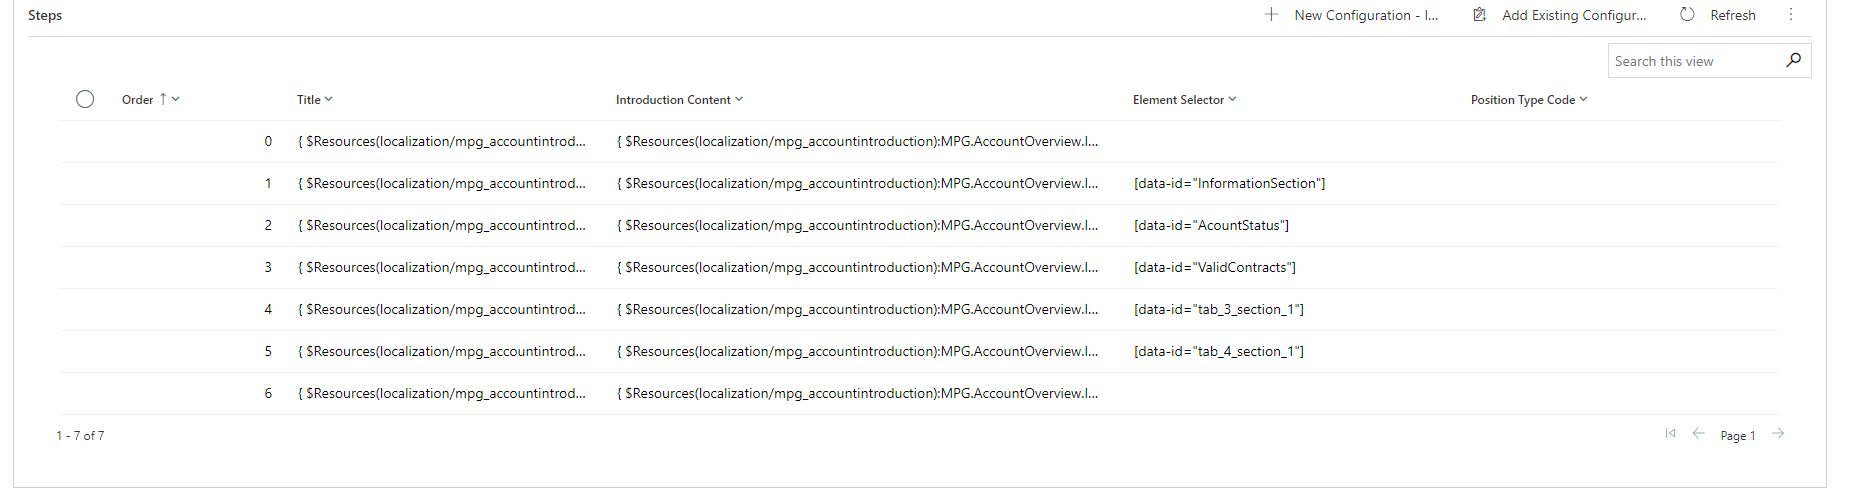 Steps
New Configuration - I...
Add Existing Configur...
Refresh
Search this view
Order Title Introduction Content Element Selector Position Type Code
0 { $Resources(localization/mpg_accountintrod... { $Resources(localization/mpg_accountintroduction):MPG.AccountOverview.I...
1 { $Resources(localization/mpg_accountintrod... { $Resources(localization/mpg_accountintroduction):MPG.AccountOverview.I... [data-id="InformationSection"]
2 { $Resources(localization/mpg_accountintrod... { $Resources(localization/mpg_accountintroduction):MPG.AccountOverview.I... [data-id="AcountStatus"]
3 { $Resources(localization/mpg_accountintrod... { $Resources(localization/mpg_accountintroduction):MPG.AccountOverview.I... [data-id="ValidContracts"]
4 { $Resources(localization/mpg_accountintrod... { $Resources(localization/mpg_accountintroduction):MPG.AccountOverview.I... [data-id="tab_3_section_1"]
5 { $Resources(localization/mpg_accountintrod... { $Resources(localization/mpg_accountintroduction):MPG.AccountOverview.I... [data-id="tab_4_section_1"]
6 { $Resources(localization/mpg_accountintrod... { $Resources(localization/mpg_accountintroduction):MPG.AccountOverview.I...
1 - 7 of 7
Page 1